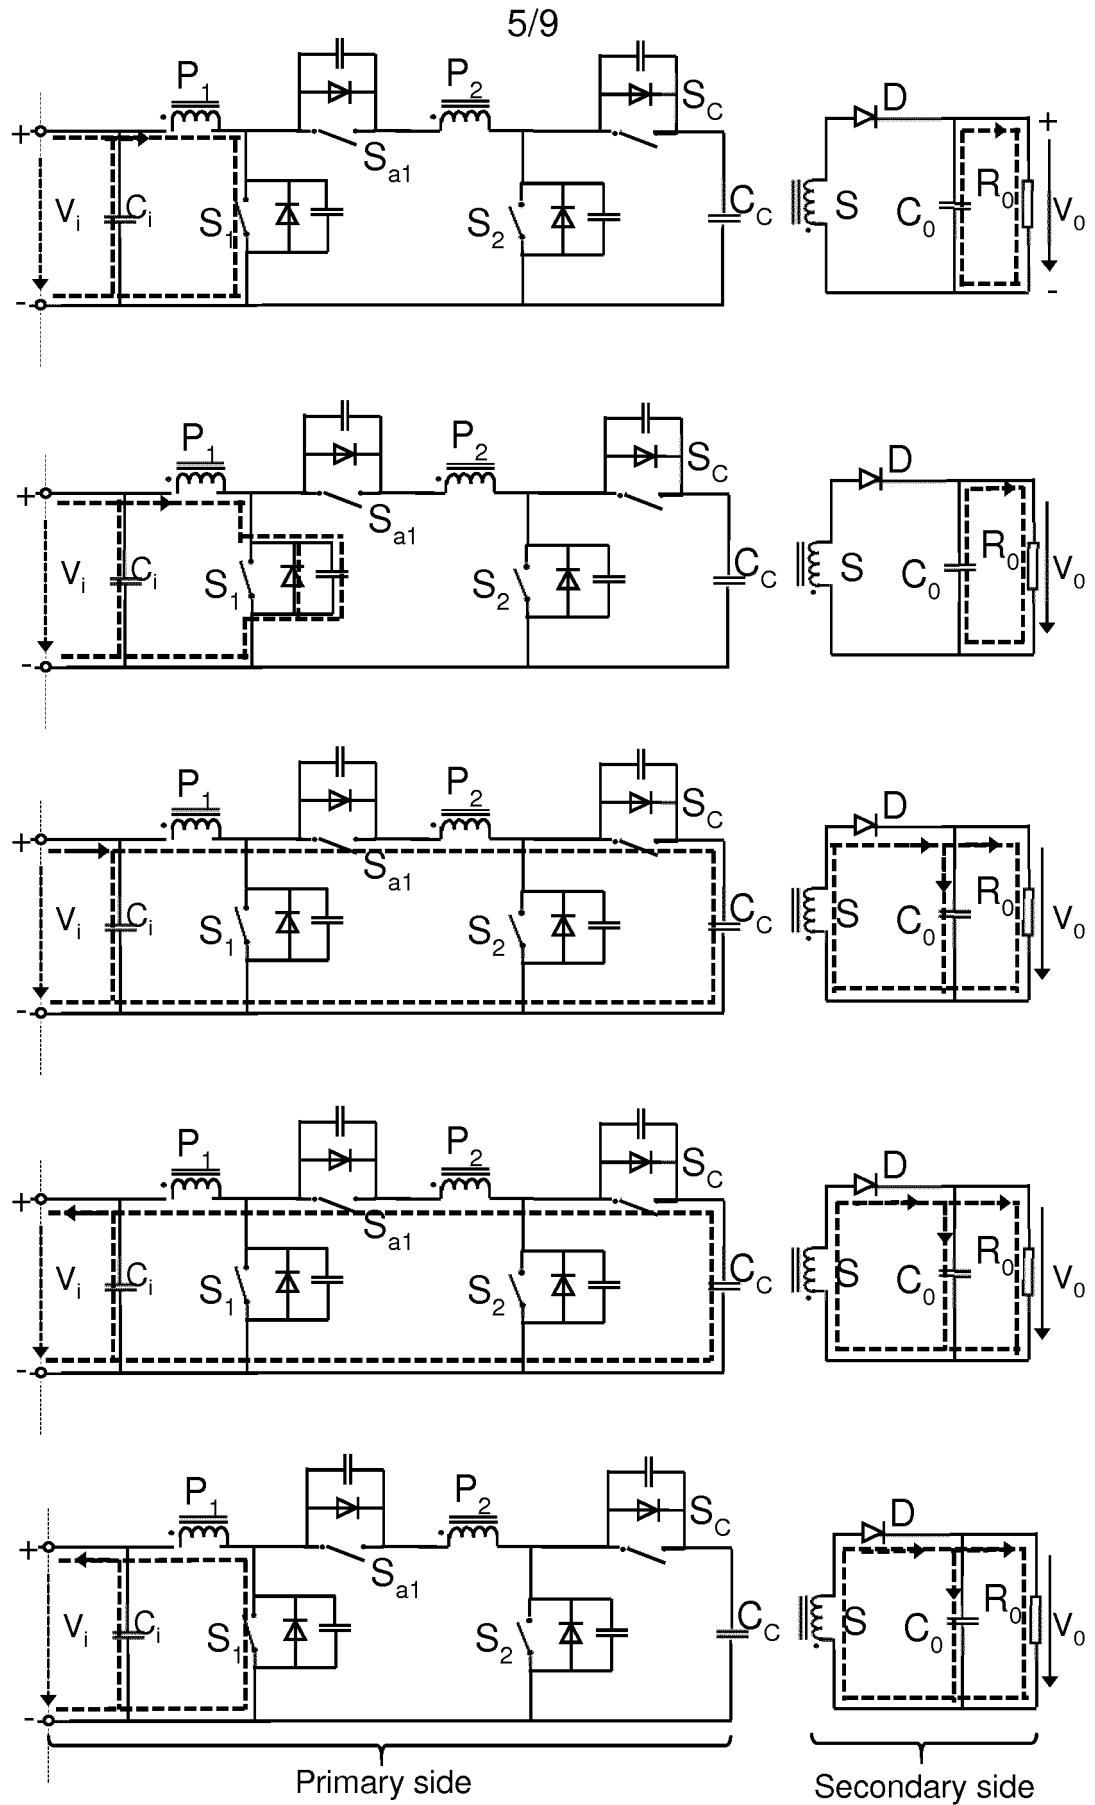 5/9
P1 P2 SC D
+ Sa1 +
Vi Ci S1 S2 CC S C0 R0 V0
- -
P1 P2 SC D
+ Sa1
Vi Ci S1 S2 CC S C0 R0 V0
-
P1 P2 SC D
+ Sa1
Vi Ci S1 S2 CC S C0 R0 V0
-
P1 P2 SC D
+ Sa1
Vi Ci S1 S2 CC S C0 R0 V0
-
P1 P2 SC D
+ Sa1
Vi Ci S1 S2 CC S C0 R0 V0
-
Primary side Secondary side